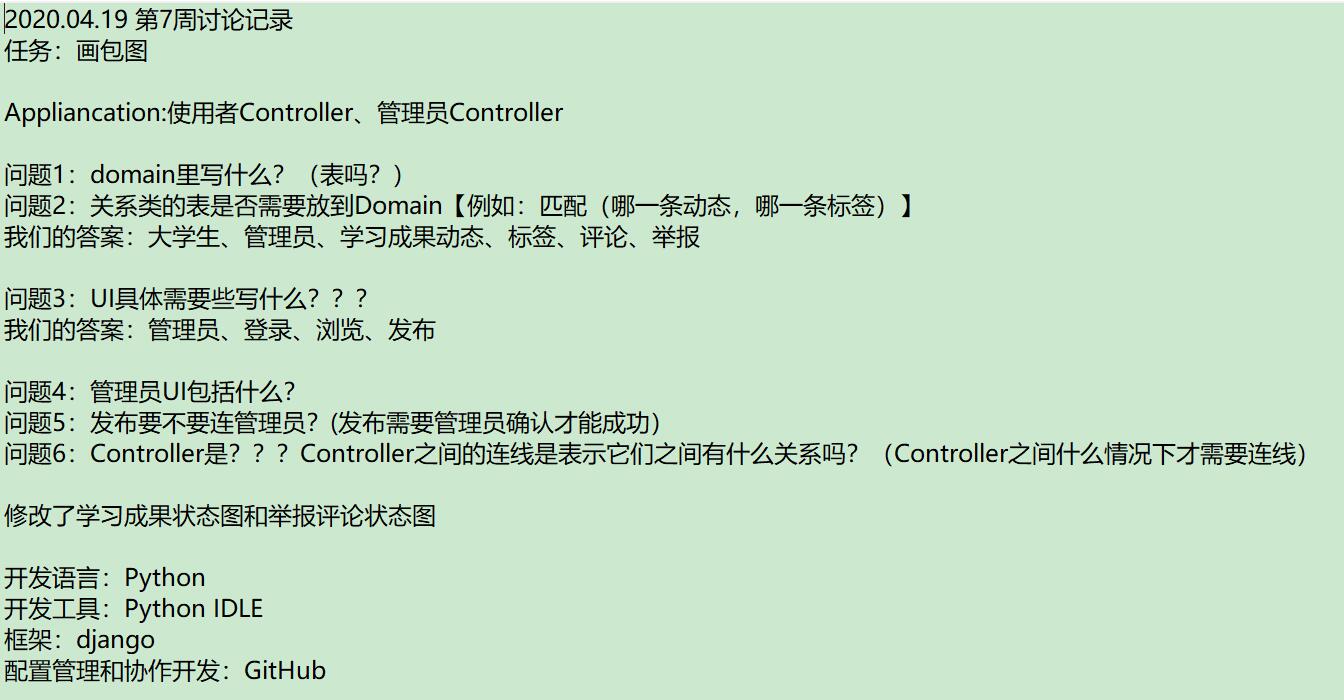 2020.04.19 第7周讨论记录
任务：画包图
Appliancation:使用者Controller、管理员Controller
问题1：domain里写什么？（表吗？）
问题2：关系类的表是否需要放到Domain【例如：匹配（哪一条动态，哪一条标签）】
我们的答案：大学生、管理员、学习成果动态、标签、评论、举报
问题3：UI具体需要些写什么？？？
我们的答案：管理员、登录、浏览、发布
问题4：管理员UI包括什么？
问题5：发布要不要连管理员？(发布需要管理员确认才能成功）
问题6：Controller是？？？Controller之间的连线是表示它们之间有什么关系吗？（Controller之间什么情况下才需要连线）
修改了学习成果状态图和举报评论状态图
开发语言：Python
开发工具：Python IDLE
框架：django
配置管理和协作开发：GitHub